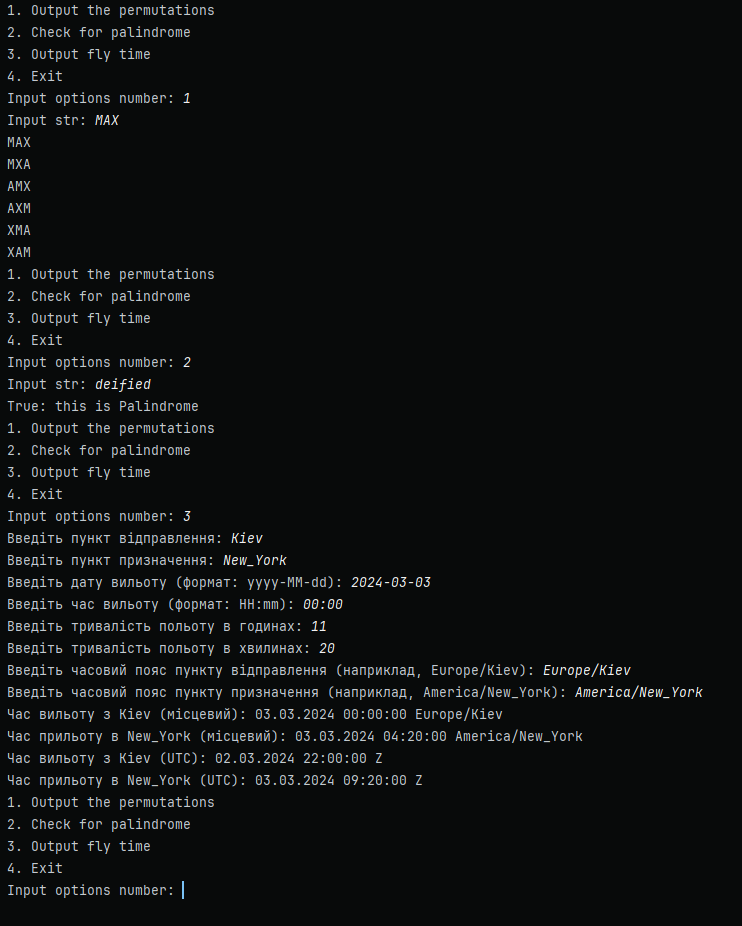 1. Output the permutations
2. Check for palindrome
3. Output fly time
4. Exit
Input options number: 1
Input str: MAX
MAX
MXA
AMX
AXM
XMA
XAM
1. Output the permutations
2. Check for palindrome
3. Output fly time
4. Exit
Input options number: 2
Input str: deified
True: this is Palindrome
1. Output the permutations
2. Check for palindrome
3. Output fly time
4. Exit
Input options number: 3
Введіть пункт відправлення: Kiev
Введіть пункт призначення: New_York
Введіть дату вильоту (формат: yyyy-MM-dd): 2024-03-03
Введіть час вильоту (формат: HH:mm): 00:00
Введіть тривалість польоту в годинах: 11
Введіть тривалість польоту в хвилинах: 20
Введіть часовий пояс пункту відправлення (наприклад, Europe/Kiev): Europe/Kiev
Введіть часовий пояс пункту призначення (наприклад, America/New_York): America/New_York
Час вильоту з Kiev (місцевий): 03.03.2024 00:00:00 Europe/Kiev
Час прильоту в New_York (місцевий): 03.03.2024 04:20:00 America/New_York
Час вильоту з Kiev (UTC): 02.03.2024 22:00:00 Z
Час прильоту в New_York (UTC): 03.03.2024 09:20:00 Z
1. Output the permutations
2. Check for palindrome
3. Output fly time
4. Exit
Input options number: